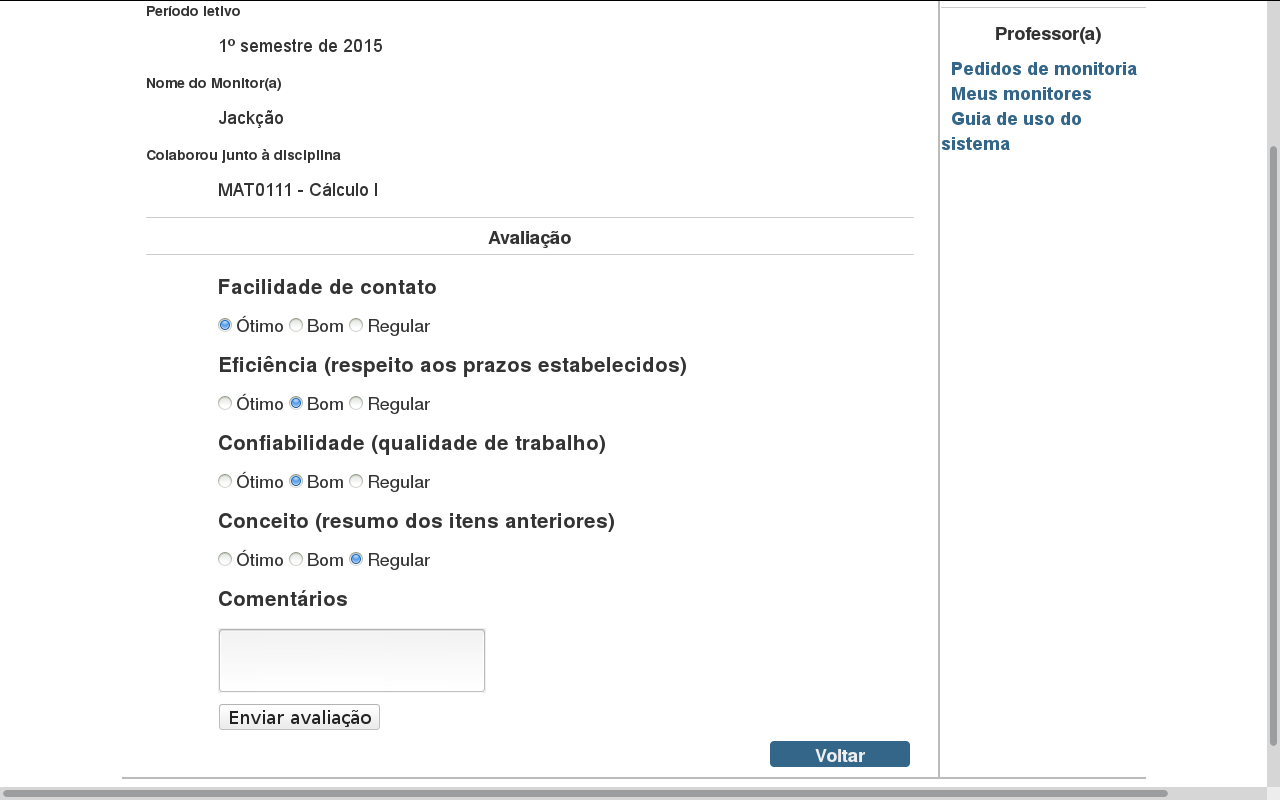 Período letivo
1º semestre de 2015
Nome do Monitor(a)
Jackção
Colaborou junto à disciplina
MAT0111 - Cálculo I
Avaliação
Facilidade de contato
Ótimo Bom Regular
Eficiência (respeito aos prazos estabelecidos)
Ótimo Bom Regular
Confiabilidade (qualidade de trabalho)
Ótimo Bom Regular
Conceito (resumo dos itens anteriores)
Ótimo Bom Regular
Comentários
Enviar avaliação
Voltar
Professor(a)
Pedidos de monitoria
Meus monitores
Guia de uso do
sistema